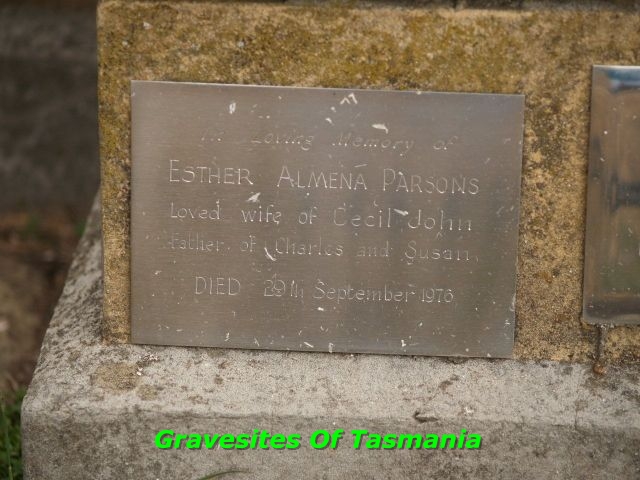 In Loving Memory of
ESTHER ALMENA PARSONS
Loved wife of Cecil John
Father of Charles and Susan
DIED 29th September 1976
Gravesites Of Tasmania